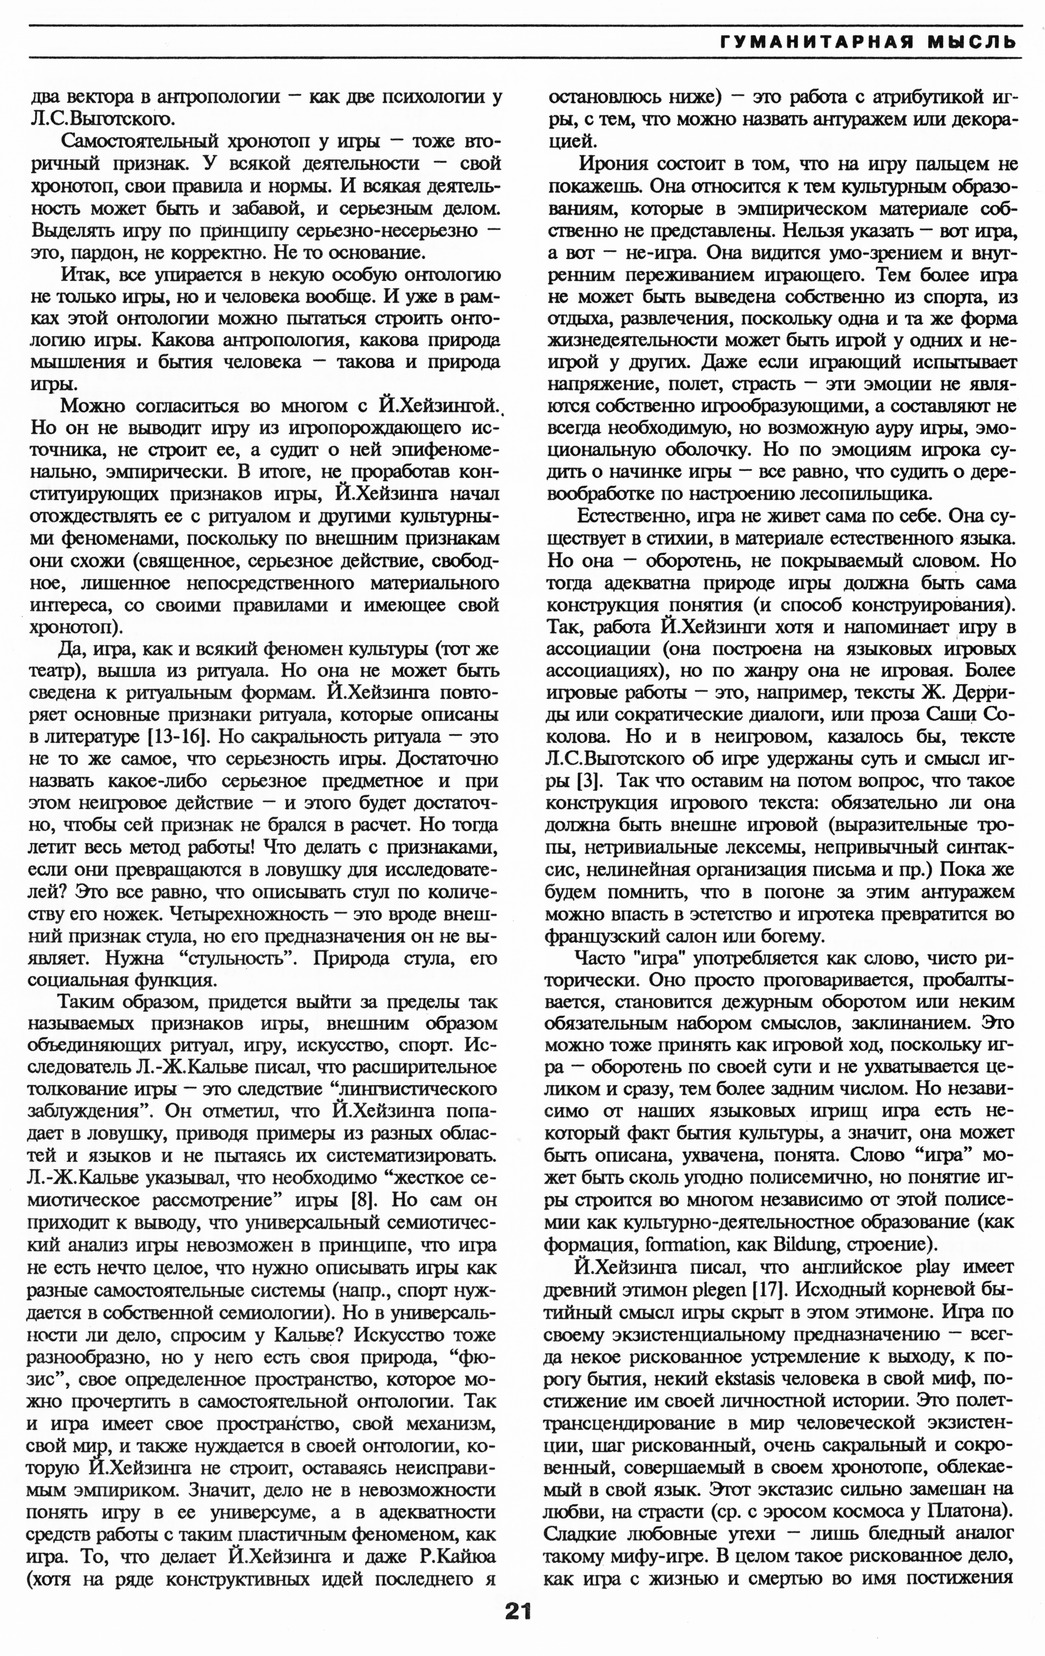 ГУМАНИТАРНАЯ МЫСЛЬ
два вектора в антропологии — как две психологии у
Л.С.Выготского.
Самостоятельный хронотоп у игры — тоже вто-
ричный признак. У всякой деятельности — свой
хронотоп, свои правила и нормы. И всякая деятель-
ность может быть и забавой, и серьезным делом.
Выделять игру по принципу серьезно-несерьезно —
это, пардон, не корректно. Не то основание.
Итак, все упирается в некую особую онтологию
не только игры, но и человека вообще. И уже в рам-
ках этой онтологии можно пытаться строить онто-
логию игры. Какова антропология, какова природа
мышления и бытия человека — такова и природа
игры.
Можно согласиться во многом с Й.Хейзингой.
Но он не выводит игру из игропорождающего ис-
точника, не строит ее, а судит о ней эпифеноме-
нально, эмпирически. В итоге, не проработав кон-
ституирующих признаков игры, Й.Хейзинга начал
отождествлять ее с ритуалом и другими культурны-
ми феноменами, поскольку по внешним признакам
они схожи (священное, серьезное действие, свобод-
ное, лишенное непосредственного материального
интереса, со своими правилами и имеющее свой
хронотоп).
Да, игра, как и всякий феномен культуры (тот же
театр), вышла из ритуала. Но она не может быть
сведена к ритуальным формам. Й.Хейзинга повто-
ряет основные признаки ритуала, которые описаны
в литературе [13-16]. Но сакральность ритуала — это
не то же самое, что серьезность игры. Достаточно
назвать какое-либо серьезное предметное и при
этом неигровое действие — и этого будет достаточ-
но, чтобы сей признак не брался в расчет. Но тогда
летит весь метод работы! Что делать с признаками,
если они превращаются в ловушку для исследовате-
лей? Это все равно, что описывать стул по количе-
ству его ножек. Четырехножность — это вроде внеш-
ний признак стула, но его предназначения он не вы-
являет. Нужна “стульность”. Природа стула, его
социальная функция.
Таким образом, придется выйти за пределы так
называемых признаков игры, внешним образом
объединяющих ритуал, игру, искусство, спорт. Ис-
следователь Л.-Ж.Кальве писал, что расширительное
толкование игры — это следствие “лингвистического
заблуждения”. Он отметил, что Й.Хейзинга попа-
дает в ловушку, приводя примеры из разных облас-
тей и языков и не пытаясь их систематизировать.
Л.-Ж.Кальве указывал, что необходимо “жесткое се-
миотическое рассмотрение” игры [8]. Но сам он
приходит к выводу, что универсальный семиотичес-
кий анализ игры невозможен в принципе, что игра
не есть нечто целое, что нужно описывать игры как
разные самостоятельные системы (напр., спорт нуж-
дается в собственной семиологии). Но в универсаль-
ности ли дело, спросим у Кальве? Искусство тоже
разнообразно, но у него есть своя природа, “фю-
зис”, свое определенное пространство, которое мо-
жно прочертить в самостоятельной онтологии. Так
и игра имеет свое пространство, свой механизм,
свой мир, и также нуждается в своей онтологии, ко-
торую Й.Хейзинга не строит, оставаясь неисправи-
мым эмпириком. Значит, дело не в невозможности
понять игру в ее универсуме, а в адекватности
средств работы с таким пластичным феноменом, как
игра. То, что делает Й.Хейзинга и даже Р.Кайюа
(хотя на ряде конструктивных идей последнего я
остановлюсь ниже) — это работа с атрибутикой иг-
ры, с тем, что можно назвать антуражем или декора-
цией.
Ирония состоит в том, что на игру пальцем не
покажешь. Она относится к тем культурным образо-
ваниям, которые в эмпирическом материале соб-
ственно не представлены. Нельзя указать — вот игра,
а вот — не-игра. Она видится умо-зрением и внут-
ренним переживанием играющего. Тем более игра
не может быть выведена собственно из спорта, из
отдыха, развлечения, поскольку одна и та же форма
жизнедеятельности может быть игрой у одних и не-
игрой у других. Даже если играющий испытывает
напряжение, полет, страсть — эти эмоции не явля-
ются собственно игрообразующими, а составляют не
всегда необходимую, но возможную ауру игры, эмо-
циональную оболочку. Но по эмоциям игрока су-
дить о начинке игры — все равно, что судить о дере-
вообработке по настроению лесопильщика.
Естественно, игра не живет сама по себе. Она су-
ществует в стихии, в материале естественного языка.
Но она — оборотень, не покрываемый словом. Но
тогда адекватна природе игры должна быть сама
конструкция понятия (и способ конструирования).
Так, работа Й.Хейзинги хотя и напоминает игру в
ассоциации (она построена на языковых игровых
ассоциациях), но по жанру она не игровая. Более
игровые работы — это, например, тексты Ж. Дерри-
ды или сократические диалоги, или проза Саши Со-
колова. Но и в неигровом, казалось бы, тексте
Л.С.Выготского об игре удержаны суть и смысл иг-
ры [3]. Так что оставим на потом вопрос, что такое
конструкция игрового текста: обязательно ли она
должна быть внешне игровой (выразительные тро-
пы, нетривиальные лексемы, непривычный синтак-
сис, нелинейная организация письма и пр.) Пока же
будем помнить, что в погоне за этим антуражем
можно впасть в эстетство и игротека превратится во
французский салон или богему.
Часто "игра" употребляется как слово, чисто ри-
торически. Оно просто проговаривается, пробалты-
вается, становится дежурным оборотом или неким
обязательным набором смыслов, заклинанием. Это
можно тоже принять как игровой ход, поскольку иг-
ра — оборотень по своей сути и не ухватывается це-
ликом и сразу, тем более задним числом. Но незави-
симо от наших языковых игрищ игра есть не-
который факт бытия культуры, а значит, она может
быть описана, ухвачена, понята. Слово “игра” мо-
жет быть сколь угодно полисемично, но понятие иг-
ры строится во многом независимо от этой полисе-
мии как культурно-деятельностное образование (как
формация, formation, как Bildung, строение).
Й.Хейзинга писал, что английское play имеет
древний этимон plegen [17]. Исходный корневой бы-
тийный смысл игры скрыт в этом этимоне. Игра по
своему экзистенциальному предназначению — всег-
да некое рискованное устремление к выходу, к по-
рогу бытия, некий ekstasis человека в свой миф, по-
стижение им своей личностной истории. Это полет-
трансцендирование в мир человеческой экзистен-
ции, шаг рискованный, очень сакральный и сокро-
венный, совершаемый в своем хронотопе, облекае-
мый в свой язык. Этот экстазис сильно замешан на
любви, на страсти (ср. с эросом космоса у Платона).
Сладкие любовные утехи — лишь бледный аналог
такому мифу-игре. В целом такое рискованное дело,
как игра с жизнью и смертью во имя постижения
21